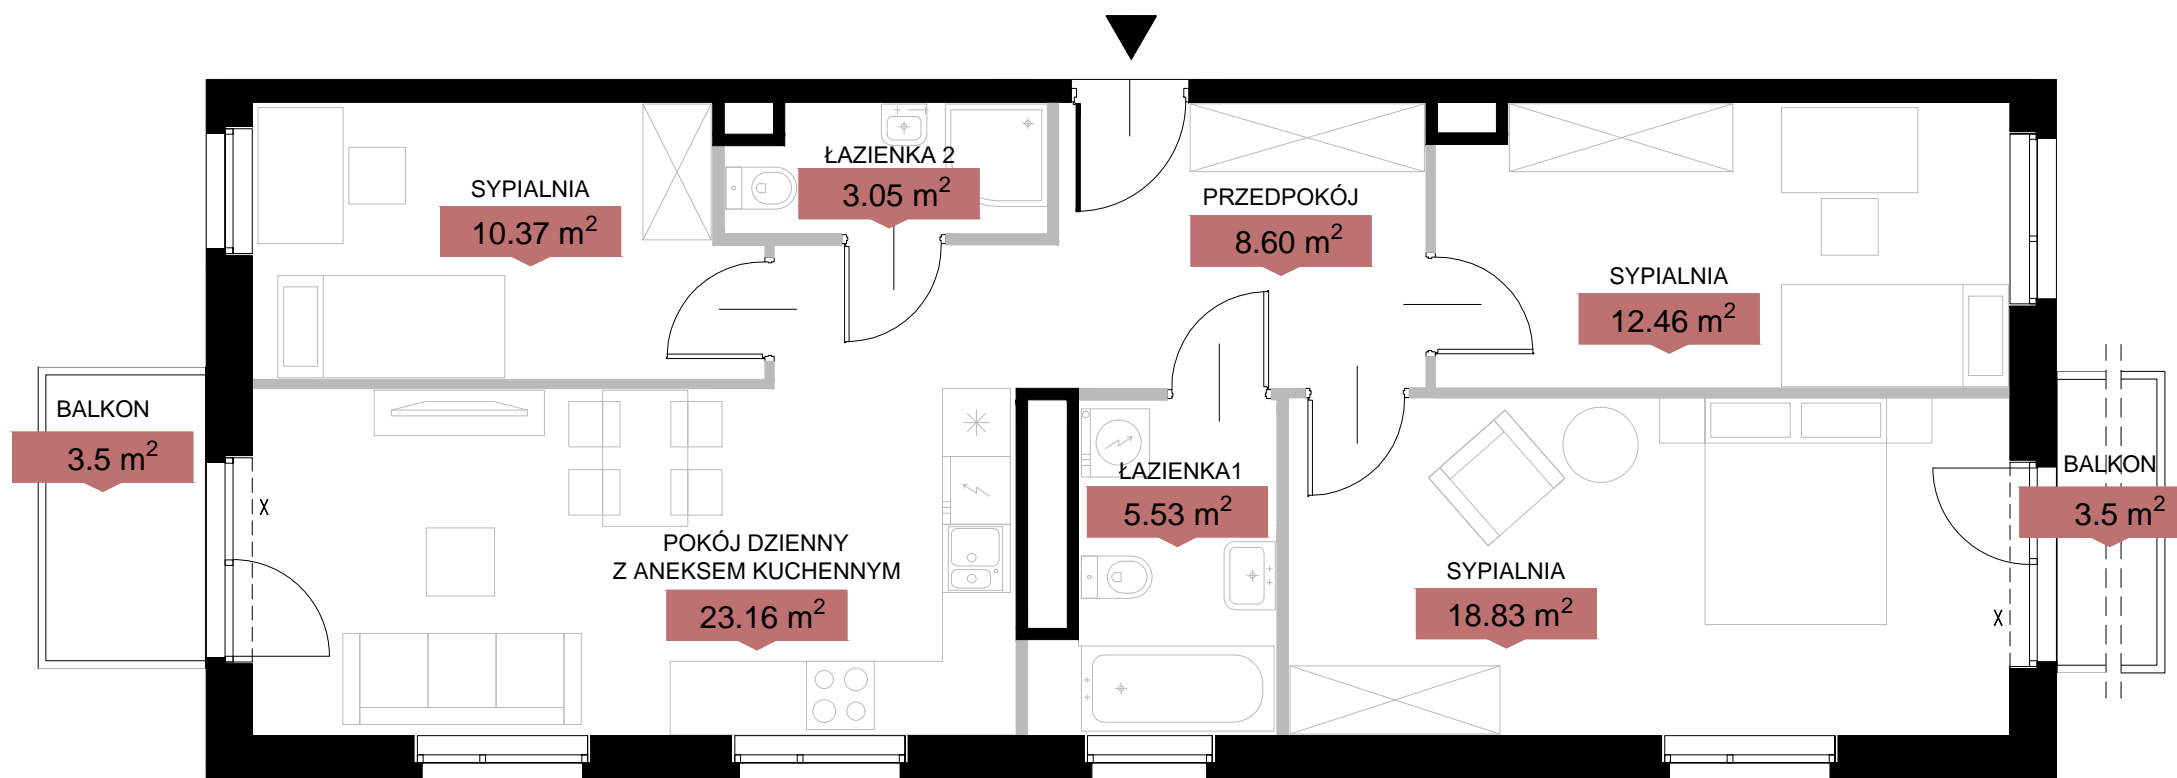 ŁAZIENKA 2
3.05 m²
SYPIALNIA
10.37 m²
PRZEDPOKÓJ
8.60 m²
SYPIALNIA
12.46 m²
BALKON
3.5 m²
ŁAZIENKA1
5.53 m²
BALKON
3.5 m²
POKÓJ DZIENNY
Z ANEKSEM KUCHENNYM
23.16 m²
SYPIALNIA
18.83 m²
X
X